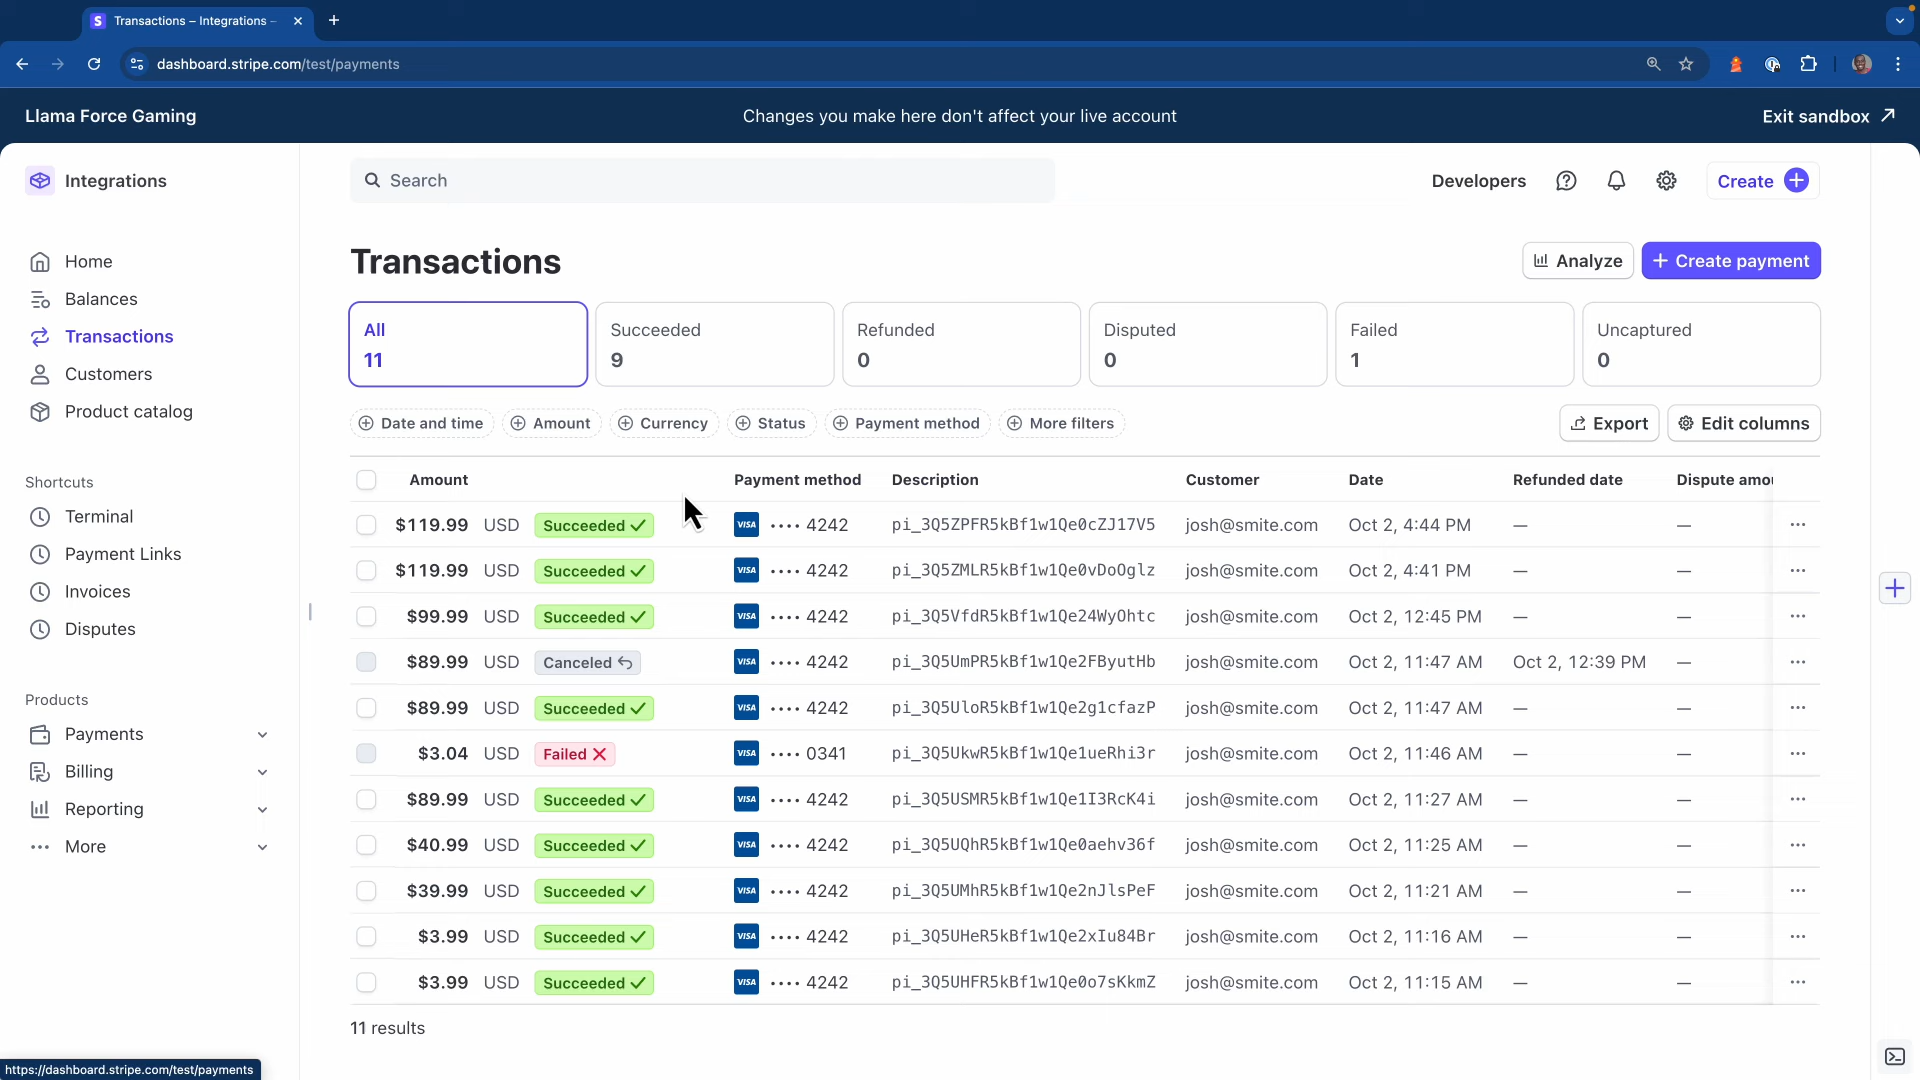 Transactions – Integrations –
dashboard.stripe.com/test/payments
Llama Force Gaming
Changes you make here don't affect your live account
Exit sandbox
Integrations
Search
Developers
Create
Home
Balances
Transactions
Customers
Product catalog
Shortcuts
Terminal
Payment Links
Invoices
Disputes
Products
Payments
Billing
Reporting
More
Transactions
Analyze
Create payment
All 11
Succeeded 9
Refunded 0
Disputed 0
Failed 1
Uncaptured 0
Date and time
Amount
Currency
Status
Payment method
More filters
Export
Edit columns
Amount Payment method Description Customer Date Refunded date Dispute amou
$119.99 USD Succeeded VISA •••• 4242 pi_3Q5ZPFR5kBf1w1Qe0cZJ17V5 josh@smite.com Oct 2, 4:44 PM — —
$119.99 USD Succeeded VISA •••• 4242 pi_3Q5ZMLR5kBf1w1Qe0vDoOglz josh@smite.com Oct 2, 4:41 PM — —
$99.99 USD Succeeded VISA •••• 4242 pi_3Q5VfdR5kBf1w1Qe24WyOhtc josh@smite.com Oct 2, 12:45 PM — —
$89.99 USD Canceled VISA •••• 4242 pi_3Q5UmPR5kBf1w1Qe2FByutHb josh@smite.com Oct 2, 11:47 AM Oct 2, 12:39 PM —
$89.99 USD Succeeded VISA •••• 4242 pi_3Q5UloR5kBf1w1Qe2g1cfazP josh@smite.com Oct 2, 11:47 AM — —
$3.04 USD Failed VISA •••• 0341 pi_3Q5UkwR5kBf1w1Qe1ueRhi3r josh@smite.com Oct 2, 11:46 AM — —
$89.99 USD Succeeded VISA •••• 4242 pi_3Q5USMR5kBf1w1Qe1I3RcK4i josh@smite.com Oct 2, 11:27 AM — —
$40.99 USD Succeeded VISA •••• 4242 pi_3Q5UQhR5kBf1w1Qe0aehv36f josh@smite.com Oct 2, 11:25 AM — —
$39.99 USD Succeeded VISA •••• 4242 pi_3Q5UMhR5kBf1w1Qe2nJlsPeF josh@smite.com Oct 2, 11:21 AM — —
$3.99 USD Succeeded VISA •••• 4242 pi_3Q5UHeR5kBf1w1Qe2xIu84Br josh@smite.com Oct 2, 11:16 AM — —
$3.99 USD Succeeded VISA •••• 4242 pi_3Q5UHFR5kBf1w1Qe0o7sKkmZ josh@smite.com Oct 2, 11:15 AM — —
11 results
https://dashboard.stripe.com/test/payments